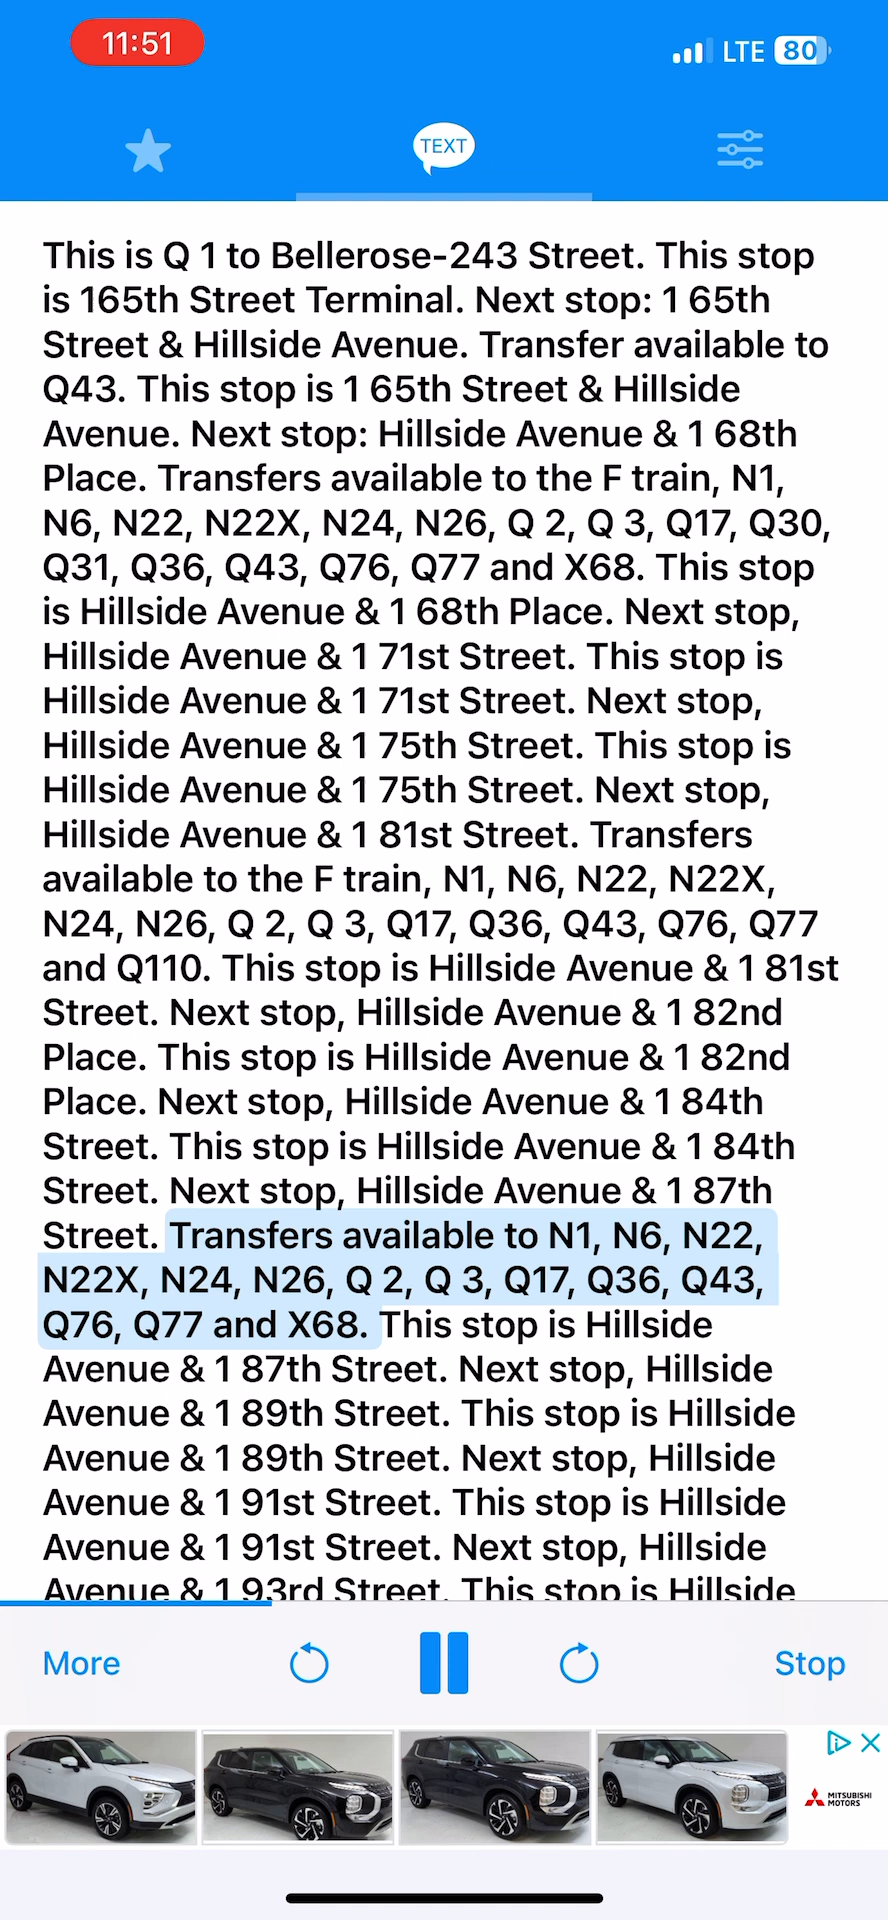 11:51
LTE 80
TEXT
This is Q 1 to Bellerose-243 Street. This stop
is 165th Street Terminal. Next stop: 1 65th
Street & Hillside Avenue. Transfer available to
Q43. This stop is 1 65th Street & Hillside
Avenue. Next stop: Hillside Avenue & 1 68th
Place. Transfers available to the F train, N1,
N6, N22, N22X, N24, N26, Q 2, Q 3, Q17, Q30,
Q31, Q36, Q43, Q76, Q77 and X68. This stop
is Hillside Avenue & 1 68th Place. Next stop,
Hillside Avenue & 1 71st Street. This stop is
Hillside Avenue & 1 71st Street. Next stop,
Hillside Avenue & 1 75th Street. This stop is
Hillside Avenue & 1 75th Street. Next stop,
Hillside Avenue & 1 81st Street. Transfers
available to the F train, N1, N6, N22, N22X,
N24, N26, Q 2, Q 3, Q17, Q36, Q43, Q76, Q77
and Q110. This stop is Hillside Avenue & 1 81st
Street. Next stop, Hillside Avenue & 1 82nd
Place. This stop is Hillside Avenue & 1 82nd
Place. Next stop, Hillside Avenue & 1 84th
Street. This stop is Hillside Avenue & 1 84th
Street. Next stop, Hillside Avenue & 1 87th
Street. Transfers available to N1, N6, N22,
N22X, N24, N26, Q 2, Q 3, Q17, Q36, Q43,
Q76, Q77 and X68. This stop is Hillside
Avenue & 1 87th Street. Next stop, Hillside
Avenue & 1 89th Street. This stop is Hillside
Avenue & 1 89th Street. Next stop, Hillside
Avenue & 1 91st Street. This stop is Hillside
Avenue & 1 91st Street. Next stop, Hillside
Avenue & 1 93rd Street. This stop is Hillside
More
Stop
MITSUBISHI
MOTORS